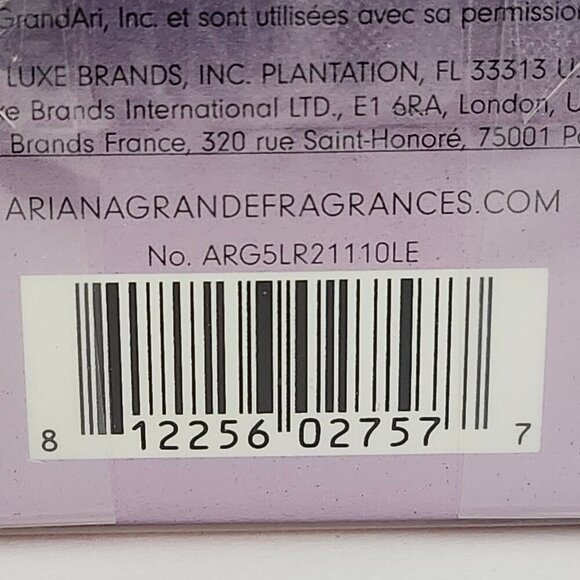 GrandAri, Inc. et sont utilisées avec sa permission
LUXE BRANDS, INC. PLANTATION, FL 33313 U
e Brands International LTD., E1 6RA, London, U
Brands France, 320 rue Saint-Honoré, 75001 P
ARIANAGRANDEFRAGRANCES.COM
No. ARG5LR21110LE
8 12256 02757 7